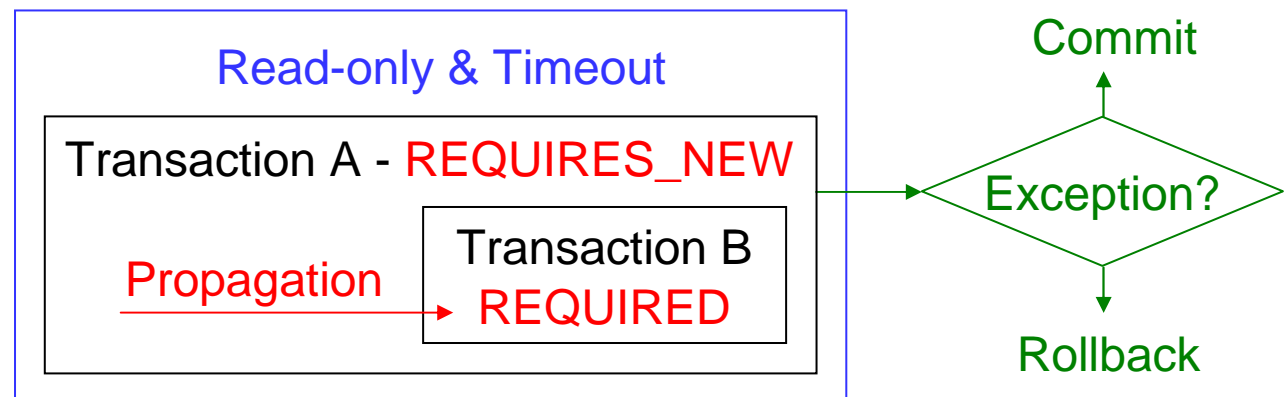 Read-only & Timeout
Transaction A - REQUIRES_NEW
Propagation
Transaction B
REQUIRED
Commit
Exception?
Rollback